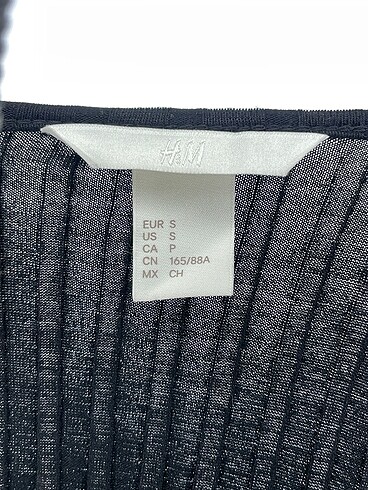 H&M
EUR S
US S
CA P
CN 165/88A
MX CH